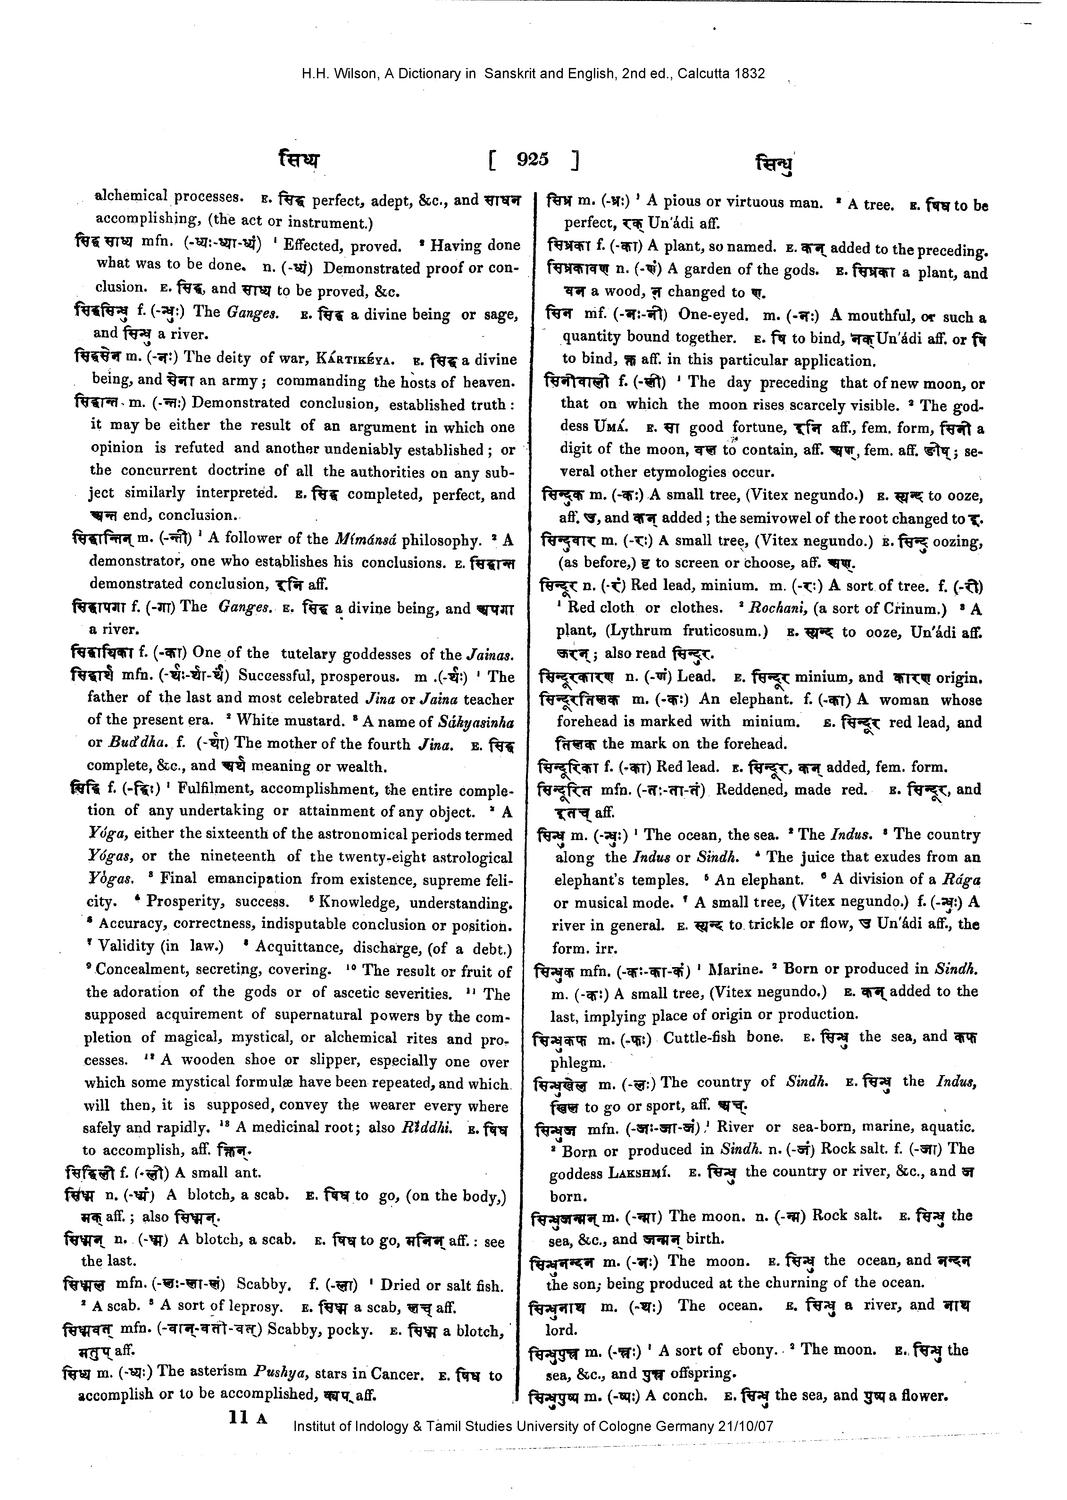 H.H. Wilson, A Dictionary in Sanskrit and English, 2nd ed., Calcutta 1832
सिध्य [ 925 ] सिन्धु
alchemical processes. E. सिद्ध perfect, adept, &c., and साधन
accomplishing, (the act or instrument.)
सिद्धसाध्य mfn. (-ध्यः-ध्या-ध्यं) ¹ Effected, proved. ² Having done
what was to be done. n. (-ध्यं) Demonstrated proof or con-
clusion. E. सिद्ध, and साध्य to be proved, &c.
सिद्धसिन्धु f. (-न्धुः) The Ganges. E. सिद्ध a divine being or sage,
and सिन्धु a river.
सिद्धसेन m. (-नः) The deity of war, KÁRTIKÉYA. E. सिद्ध a divine
being, and सेना an army; commanding the hosts of heaven.
सिद्धान्त m. (-न्तः) Demonstrated conclusion, established truth:
it may be either the result of an argument in which one
opinion is refuted and another undeniably established; or
the concurrent doctrine of all the authorities on any sub-
ject similarly interpreted. E. सिद्ध completed, perfect, and
अन्त end, conclusion.
सिद्धान्तिन् m. (-न्ती) ¹ A follower of the Mímánsá philosophy. ² A
demonstrator, one who establishes his conclusions. E. सिद्धान्त
demonstrated conclusion, इनि aff.
सिद्धापगा f. (-गा) The Ganges. E. सिद्ध a divine being, and अपगा
a river.
सिद्धायिका f. (-का) One of the tutelary goddesses of the Jainas.
सिद्धार्थ mfn. (-र्थः-र्था-र्थं) Successful, prosperous. m .(-र्थः) ¹ The
father of the last and most celebrated Jina or Jaina teacher
of the present era. ² White mustard. ³ A name of Sákyasinha
or Bud'dha. f. (-र्था) The mother of the fourth Jina. E. सिद्ध
complete, &c., and अर्थ meaning or wealth.
सिद्धि f. (-द्धिः) ¹ Fulfilment, accomplishment, the entire comple-
tion of any undertaking or attainment of any object. ² A
Yóga, either the sixteenth of the astronomical periods termed
Yógas, or the nineteenth of the twenty-eight astrological
Yógas. ³ Final emancipation from existence, supreme feli-
city. ⁴ Prosperity, success. ⁵ Knowledge, understanding.
⁶ Accuracy, correctness, indisputable conclusion or position.
⁷ Validity (in law.) ⁸ Acquittance, discharge, (of a debt.)
⁹ Concealment, secreting, covering. ¹⁰ The result or fruit of
the adoration of the gods or of ascetic severities. ¹¹ The
supposed acquirement of supernatural powers by the com-
pletion of magical, mystical, or alchemical rites and pro-
cesses. ¹² A wooden shoe or slipper, especially one over
which some mystical formulæ have been repeated, and which
will then, it is supposed, convey the wearer every where
safely and rapidly. ¹³ A medicinal root; also Rĭddhi. E. षिध
to accomplish, aff. क्तिन्.
सिद्धिली f. (-ली) A small ant.
सिध्म n. (-ध्मं) A blotch, a scab. E. षिध to go, (on the body,)
मक् aff.; also सिध्मन्.
सिध्मन् n. (-ध्म) A blotch, a scab. E. षिध to go, मनिन् aff.: see
the last.
सिध्मल mfn. (-लः-ला-लं) Scabby. f. (-ला) ¹ Dried or salt fish.
² A scab. ³ A sort of leprosy. E. सिध्म a scab, लच् aff.
सिध्मवत् mfn. (-वान्-वती-वत्) Scabby, pocky. E. सिध्म a blotch,
मतुप् aff.
सिध्य m. (-ध्यः) The asterism Pushya, stars in Cancer. E. षिध to
accomplish or to be accomplished, क्यप् aff.
11 A
सिध्र m. (-ध्रः) ¹ A pious or virtuous man. ² A tree. E. षिध to be
perfect, रक् Un'ádi aff.
सिध्रका f. (-का) A plant, so named. E. कन् added to the preceding.
सिध्रकावण n. (-णं) A garden of the gods. E. सिध्रका a plant, and
वन a wood, न changed to ण.
सिन mf. (-नः-नी) One-eyed. m. (-नः) A mouthful, or such a
quantity bound together. E. षि to bind, नक् Un'ádi aff. or षि
to bind, क्त aff. in this particular application.
सिनीवाली f. (-ली) ¹ The day preceding that of new moon, or
that on which the moon rises scarcely visible. ² The god-
dess UMÁ. E. सा good fortune, इनि aff., fem. form, सिनी a
digit of the moon, वल to contain, aff. अण्, fem. aff. ङीष्; se-
veral other etymologies occur.
सिन्दुक m. (-कः) A small tree, (Vitex negundo.) E. स्यन्द to ooze,
aff. उ, and कन् added; the semivowel of the root changed to इ.
सिन्दुवार m. (-रः) A small tree, (Vitex negundo.) E. सिन्दु oozing,
(as before,) वृ to screen or choose, aff. अण्.
सिन्दूर n. (-रं) Red lead, minium. m. (-रः) A sort of tree. f. (-री)
¹ Red cloth or clothes. ² Rochani, (a sort of Crinum.) ³ A
plant, (Lythrum fruticosum.) E. स्यन्द to ooze, Un'ádi aff.
ऊरन्; also read सिन्दुर.
सिन्दूरकारण n. (-णं) Lead. E. सिन्दूर minium, and कारण origin.
सिन्दूरतिलक m. (-कः) An elephant. f. (-का) A woman whose
forehead is marked with minium. E. सिन्दूर red lead, and
तिलक the mark on the forehead.
सिन्दूरिका f. (-का) Red lead. E. सिन्दूर, कन् added, fem. form.
सिन्दूरित mfn. (-तः-ता-तं) Reddened, made red. E. सिन्दूर, and
इतच् aff.
सिन्धु m. (-न्धुः) ¹ The ocean, the sea. ² The Indus. ³ The country
along the Indus or Sindh. ⁴ The juice that exudes from an
elephant's temples. ⁵ An elephant. ⁶ A division of a Rága
or musical mode. ⁷ A small tree, (Vitex negundo.) f. (-न्धुः) A
river in general. E. स्यन्द to trickle or flow, उ Un'ádi aff., the
form. irr.
सिन्धुक mfn. (-कः-का-कं) ¹ Marine. ² Born or produced in Sindh.
m. (-कः) A small tree, (Vitex negundo.) E. कन् added to the
last, implying place of origin or production.
सिन्धुकफ m. (-फः) Cuttle-fish bone. E. सिन्धु the sea, and कफ
phlegm.
सिन्धुखेल m. (-लः) The country of Sindh. E. सिन्धु the Indus,
खिल to go or sport, aff. अच्.
सिन्धुज mfn. (-जः-जा-जं) ¹ River or sea-born, marine, aquatic.
² Born or produced in Sindh. n. (-जं) Rock salt. f. (-जा) The
goddess LAKSHMÍ. E. सिन्धु the country or river, &c., and ज
born.
सिन्धुजन्मन् m. (-न्मा) The moon. n. (-न्म) Rock salt. E. सिन्धु the
sea, &c., and जन्मन् birth.
सिन्धुनन्दन m. (-नः) The moon. E. सिन्धु the ocean, and नन्दन
the son; being produced at the churning of the ocean.
सिन्धुनाथ m. (-थः) The ocean. E. सिन्धु a river, and नाथ
lord.
सिन्धुपुत्र m. (-त्रः) ¹ A sort of ebony. ² The moon. E. सिन्धु the
sea, &c., and पुत्र offspring.
सिन्धुपुष्प m. (-ष्पः) A conch. E. सिन्धु the sea, and पुष्प a flower.
Institut of Indology & Tamil Studies University of Cologne Germany 21/10/07